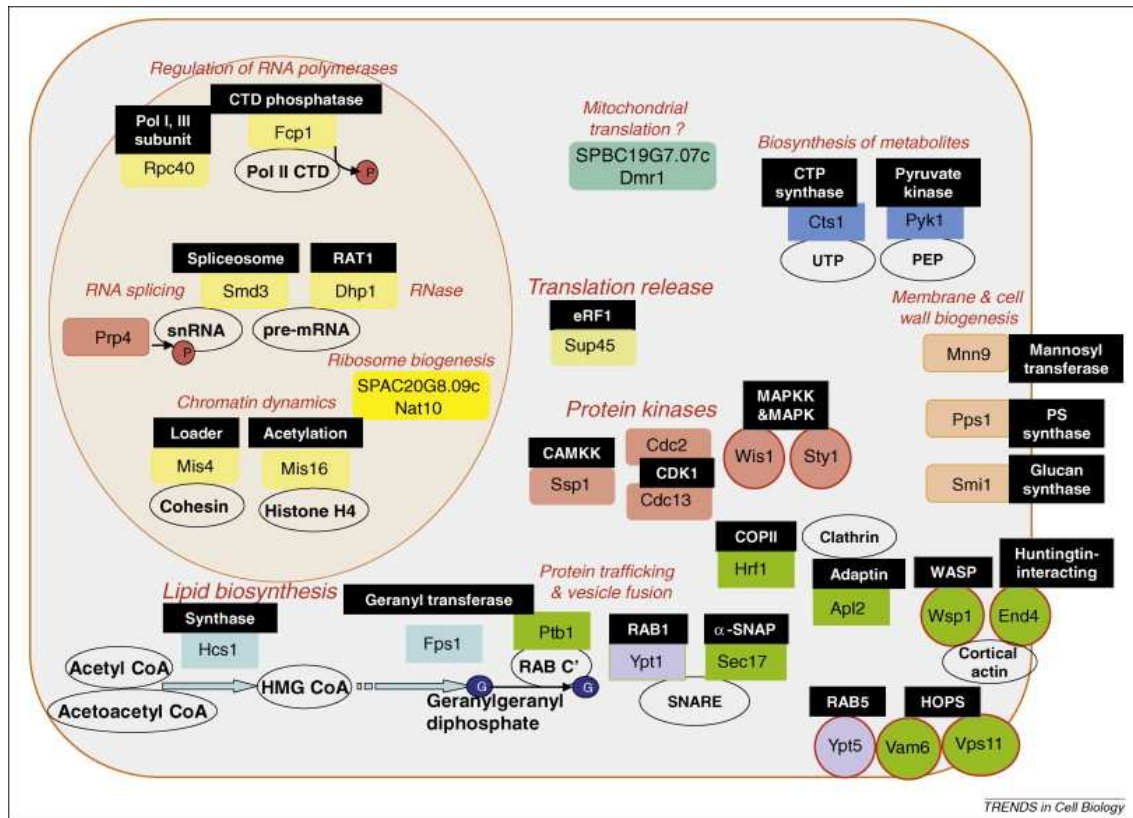 Regulation of RNA polymerases
CTD phosphatase
Pol I, III
subunit
Fcp1
Rpc40
Pol II CTD
P
Mitochondrial
translation ?
SPBC19G7.07c
Dmr1
Biosynthesis of metabolites
CTP
synthase
Pyruvate
kinase
Cts1
Pyk1
UTP
PEP
Spliceosome
RAT1
RNA splicing
Smd3
Dhp1
RNase
Prp4
snRNA
pre-mRNA
P
Ribosome biogenesis
SPAC20G8.09c
Nat10
Chromatin dynamics
Loader
Acetylation
Mis4
Mis16
Cohesin
Histone H4
Translation release
eRF1
Sup45
Membrane & cell
wall biogenesis
Mnn9
Mannosyl
transferase
Pps1
PS
synthase
Smi1
Glucan
synthase
Protein kinases
MAPKK
&MAPK
CAMKK
Cdc2
CDK1
Wis1
Sty1
Ssp1
Cdc13
COPII
Clathrin
Hrf1
Adaptin
Apl2
WASP
Huntingtin-
interacting
Wsp1
End4
Cortical
actin
Lipid biosynthesis
Synthase
Hcs1
Geranyl transferase
Protein trafficking
& vesicle fusion
Fps1
Ptb1
RAB1
α-SNAP
Ypt1
Sec17
Acetyl CoA
Acetoacetyl CoA
HMG CoA
RAB C’
G
G
Geranylgeranyl
diphosphate
SNARE
RAB5
HOPS
Ypt5
Vam6
Vps11
TRENDS in Cell Biology